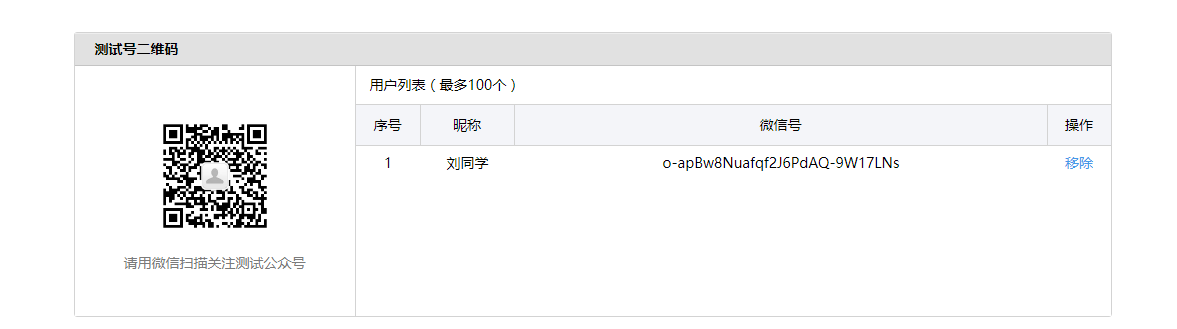 测试号二维码
请用微信扫描关注测试公众号
用户列表（最多100个）
序号 昵称 微信号 操作
1 刘同学 o-apBw8Nuafqf2J6PdAQ-9W17LNs 移除